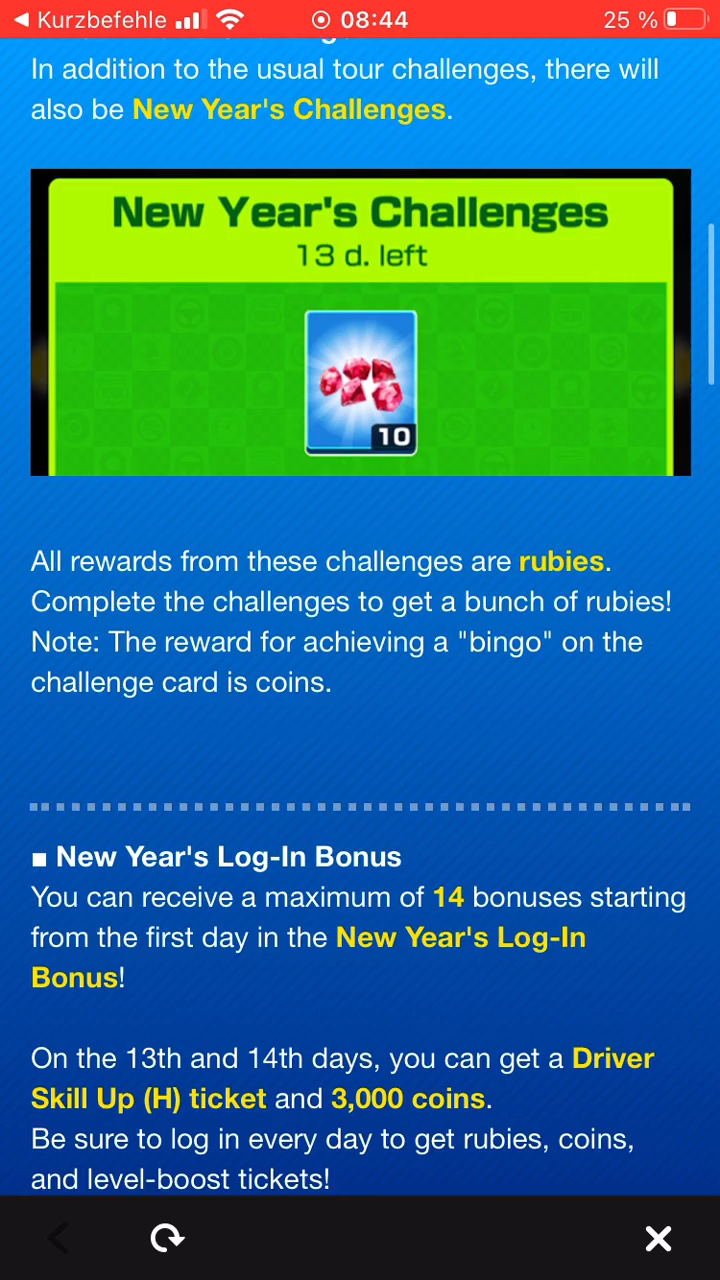 Kurzbefehle 08:44 25 %
In addition to the usual tour challenges, there will
also be New Year's Challenges.
New Year's Challenges
13 d. left
10
All rewards from these challenges are rubies.
Complete the challenges to get a bunch of rubies!
Note: The reward for achieving a "bingo" on the
challenge card is coins.
■ New Year's Log-In Bonus
You can receive a maximum of 14 bonuses starting
from the first day in the New Year's Log-In
Bonus!
On the 13th and 14th days, you can get a Driver
Skill Up (H) ticket and 3,000 coins.
Be sure to log in every day to get rubies, coins,
and level-boost tickets!